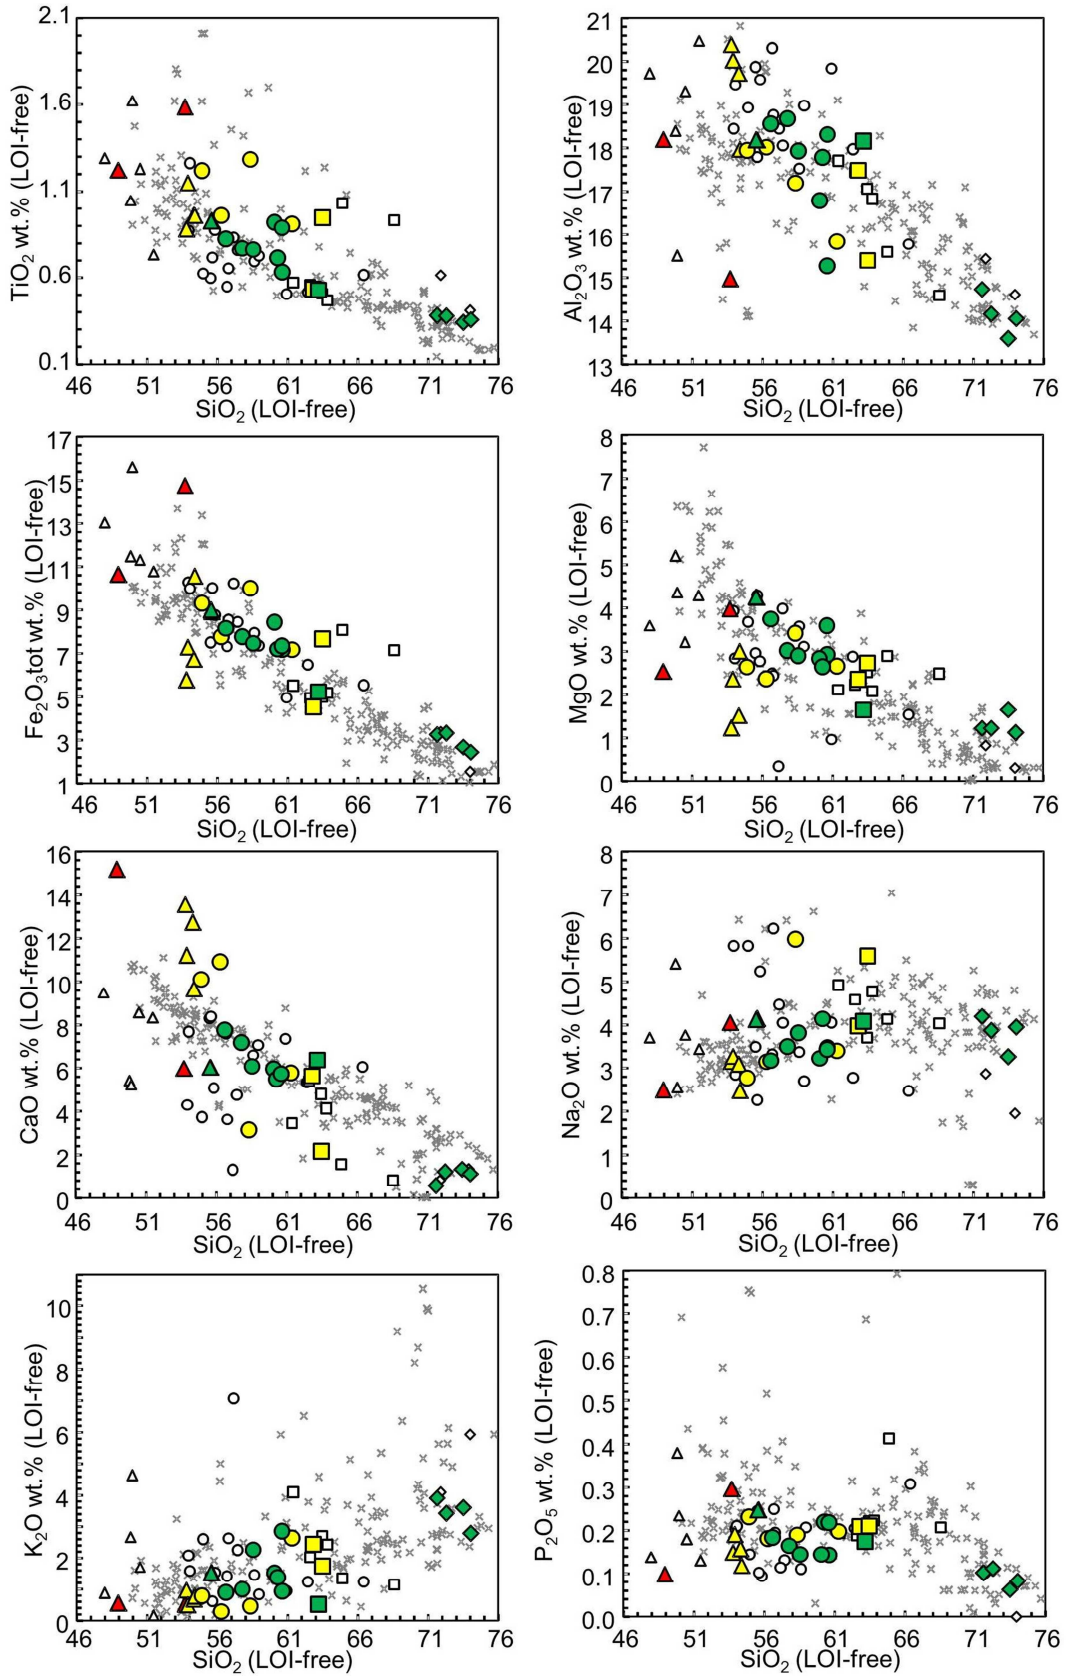 2.1
1.6
1.1
0.6
0.1
TiO2 wt.% (LOI-free)
46 51 56 61 66 71 76
SiO2 (LOI-free)
21
20
19
18
17
16
15
14
13
Al2O3 wt.% (LOI-free)
46 51 56 61 66 71 76
SiO2 (LOI-free)
17
15
13
11
9
7
5
3
1
Fe2O3tot wt.% (LOI-free)
46 51 56 61 66 71 76
SiO2 (LOI-free)
8
7
6
5
4
3
2
1
0
MgO wt.% (LOI-free)
46 51 56 61 66 71 76
SiO2 (LOI-free)
16
14
12
10
8
6
4
2
0
CaO wt.% (LOI-free)
46 51 56 61 66 71 76
SiO2 (LOI-free)
8
7
6
5
4
3
2
1
0
Na2O wt.% (LOI-free)
46 51 56 61 66 71 76
SiO2 (LOI-free)
10
8
6
4
2
0
K2O wt.% (LOI-free)
46 51 56 61 66 71 76
SiO2 (LOI-free)
0.8
0.7
0.6
0.5
0.4
0.3
0.2
0.1
0.0
P2O5 wt.% (LOI-free)
46 51 56 61 66 71 76
SiO2 (LOI-free)